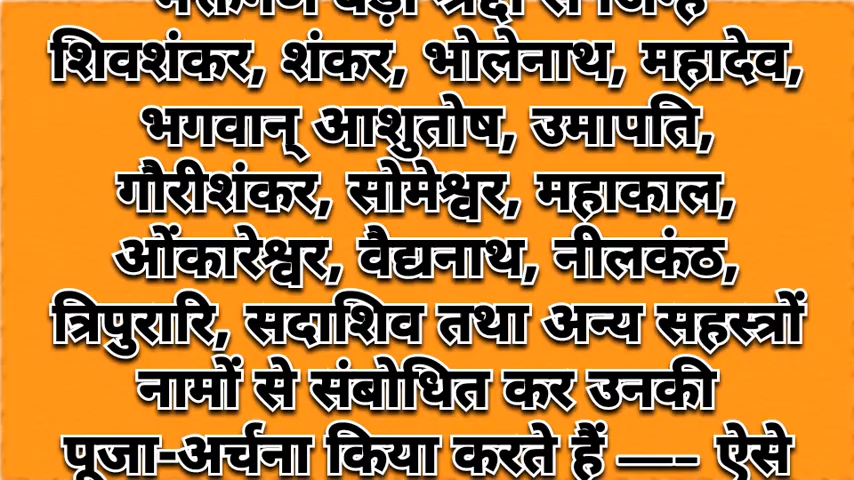 शिवशंकर, शंकर, भोलेनाथ, महादेव,
भगवान् आशुतोष, उमापति,
गौरीशंकर, सोमेश्वर, महाकाल,
ओंकारेश्वर, वैद्यनाथ, नीलकंठ,
त्रिपुरारि, सदाशिव तथा अन्य सहस्त्रों
नामों से संबोधित कर उनकी
पूजा-अर्चना किया करते हैं —- ऐसे